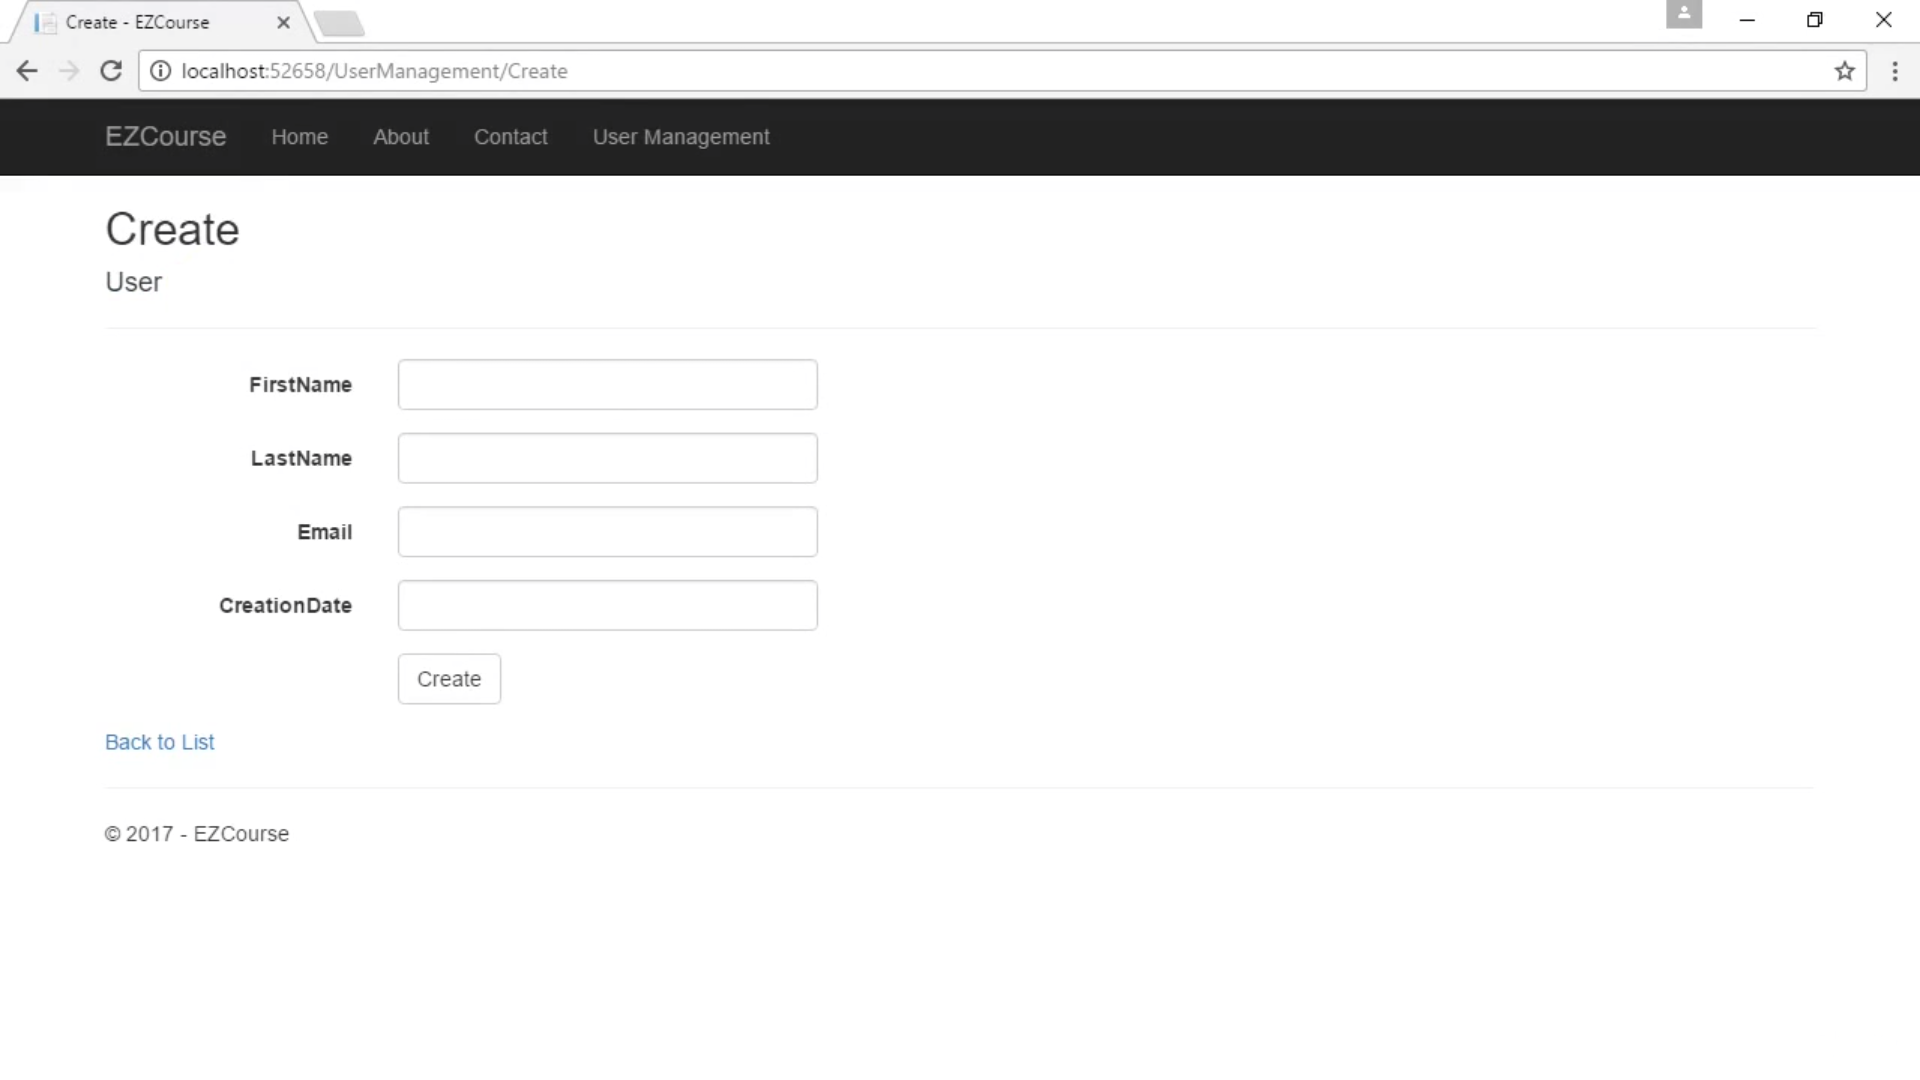 Create - EZCourse
localhost:52658/UserManagement/Create
EZCourse Home About Contact User Management
Create
User
FirstName
LastName
Email
CreationDate
Create
Back to List
© 2017 - EZCourse